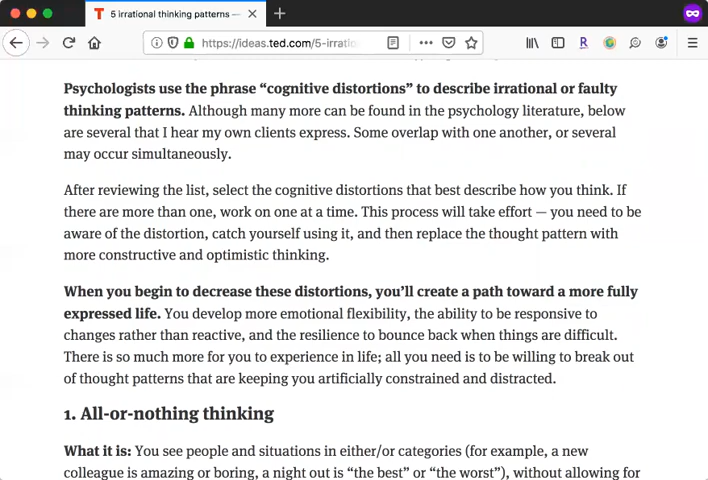 5 irrational thinking patterns —
https://ideas.ted.com/5-irratio
Psychologists use the phrase “cognitive distortions” to describe irrational or faulty
thinking patterns. Although many more can be found in the psychology literature, below
are several that I hear my own clients express. Some overlap with one another, or several
may occur simultaneously.
After reviewing the list, select the cognitive distortions that best describe how you think. If
there are more than one, work on one at a time. This process will take effort — you need to be
aware of the distortion, catch yourself using it, and then replace the thought pattern with
more constructive and optimistic thinking.
When you begin to decrease these distortions, you’ll create a path toward a more fully
expressed life. You develop more emotional flexibility, the ability to be responsive to
changes rather than reactive, and the resilience to bounce back when things are difficult.
There is so much more for you to experience in life; all you need is to be willing to break out
of thought patterns that are keeping you artificially constrained and distracted.
1. All-or-nothing thinking
What it is: You see people and situations in either/or categories (for example, a new
colleague is amazing or boring, a night out is “the best” or “the worst”), without allowing for